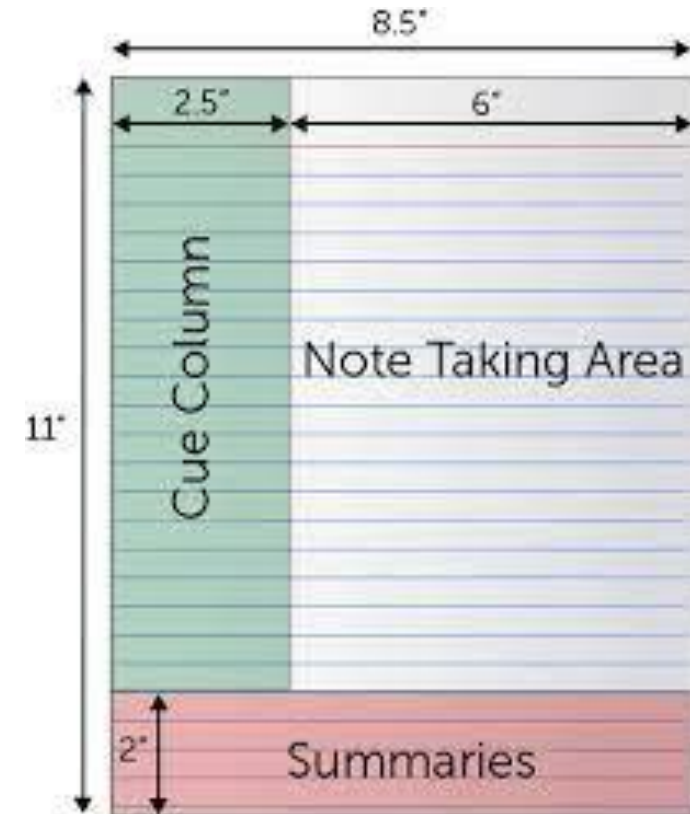 8.5"
2.5"
6"
Cue Column
Note Taking Area
11"
2"
Summaries